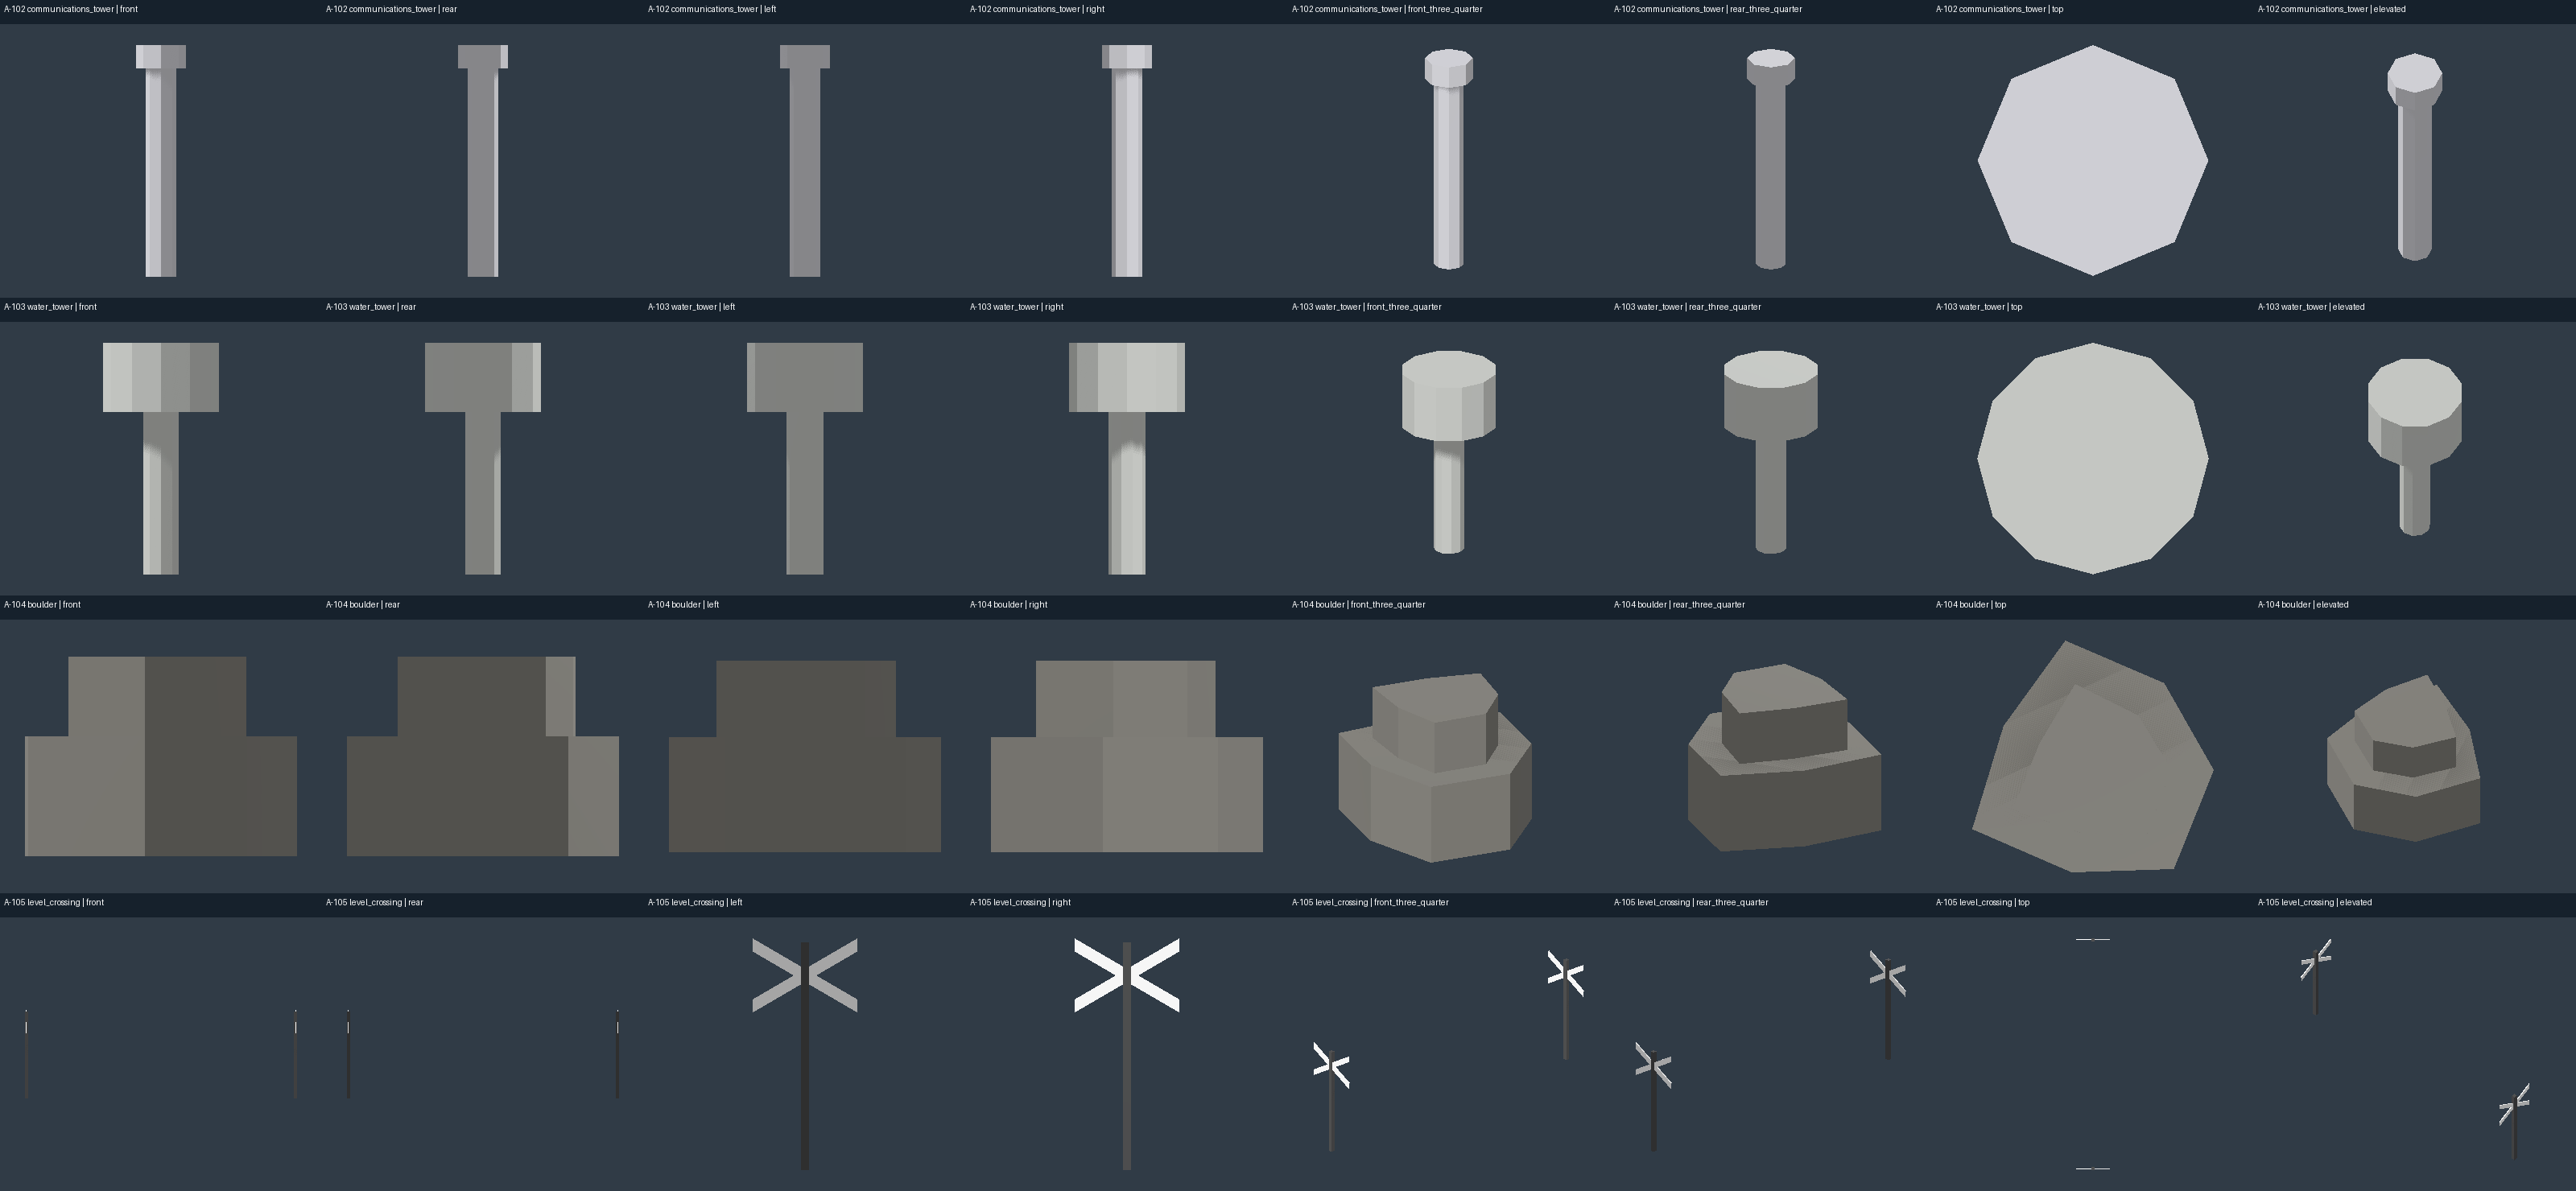 A-102 communications_tower | front
A-102 communications_tower | rear
A-102 communications_tower | left
A-102 communications_tower | right
A-102 communications_tower | front_three_quarter
A-102 communications_tower | rear_three_quarter
A-102 communications_tower | top
A-102 communications_tower | elevated
A-103 water_tower | front
A-103 water_tower | rear
A-103 water_tower | left
A-103 water_tower | right
A-103 water_tower | front_three_quarter
A-103 water_tower | rear_three_quarter
A-103 water_tower | top
A-103 water_tower | elevated
A-104 boulder | front
A-104 boulder | rear
A-104 boulder | left
A-104 boulder | right
A-104 boulder | front_three_quarter
A-104 boulder | rear_three_quarter
A-104 boulder | top
A-104 boulder | elevated
A-105 level_crossing | front
A-105 level_crossing | rear
A-105 level_crossing | left
A-105 level_crossing | right
A-105 level_crossing | front_three_quarter
A-105 level_crossing | rear_three_quarter
A-105 level_crossing | top
A-105 level_crossing | elevated